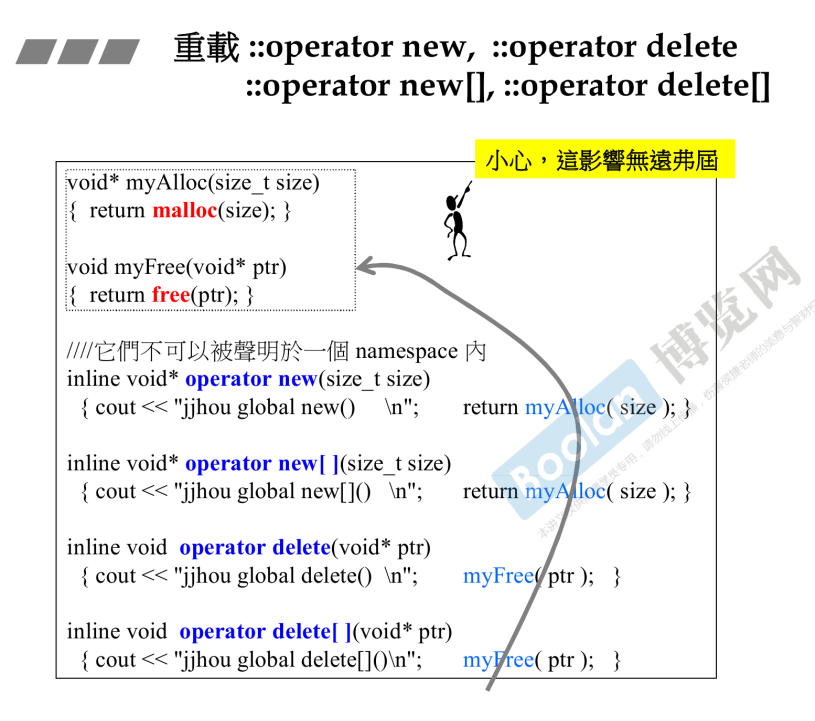 重載 ::operator new, ::operator delete
::operator new[], ::operator delete[]
小心，這影響無遠弗屆
void* myAlloc(size_t size)
{ return malloc(size); }
void myFree(void* ptr)
{ return free(ptr); }
////它們不可以被聲明於一個 namespace 內
inline void* operator new(size_t size)
{ cout << "jjhou global new() \n"; return myAlloc( size ); }
inline void* operator new[ ](size_t size)
{ cout << "jjhou global new[]() \n"; return myAlloc( size ); }
inline void operator delete(void* ptr)
{ cout << "jjhou global delete() \n"; myFree( ptr ); }
inline void operator delete[ ](void* ptr)
{ cout << "jjhou global delete[]()\n"; myFree( ptr ); }
Boolan 博览网